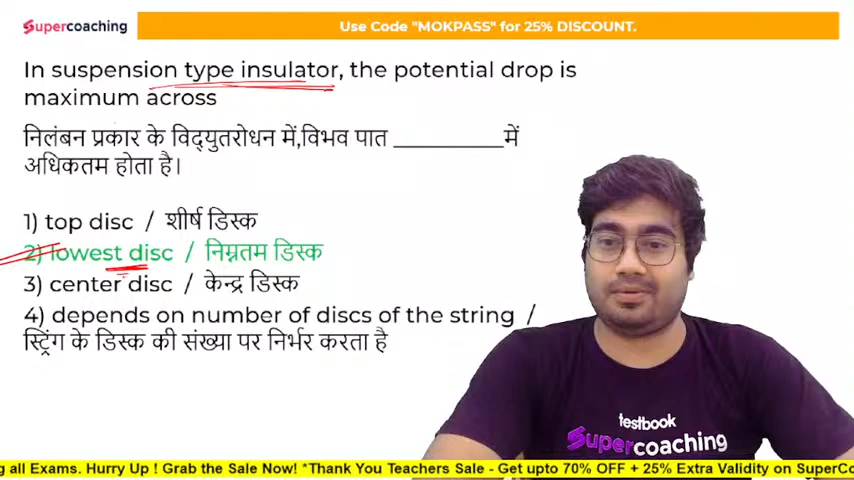 Supercoaching
Use Code "MOKPASS" for 25% DISCOUNT.
In suspension type insulator, the potential drop is
maximum across
निलंबन प्रकार के विद्युतरोधन में,विभव पात __________में
अधिकतम होता है।
1) top disc / शीर्ष डिस्क
2) lowest disc / निम्नतम डिस्क
3) center disc / केन्द्र डिस्क
4) depends on number of discs of the string /
स्ट्रिंग के डिस्क की संख्या पर निर्भर करता है
testbook
Supercoaching
g all Exams. Hurry Up ! Grab the Sale Now! *Thank You Teachers Sale - Get upto 70% OFF + 25% Extra Validity on SuperCo